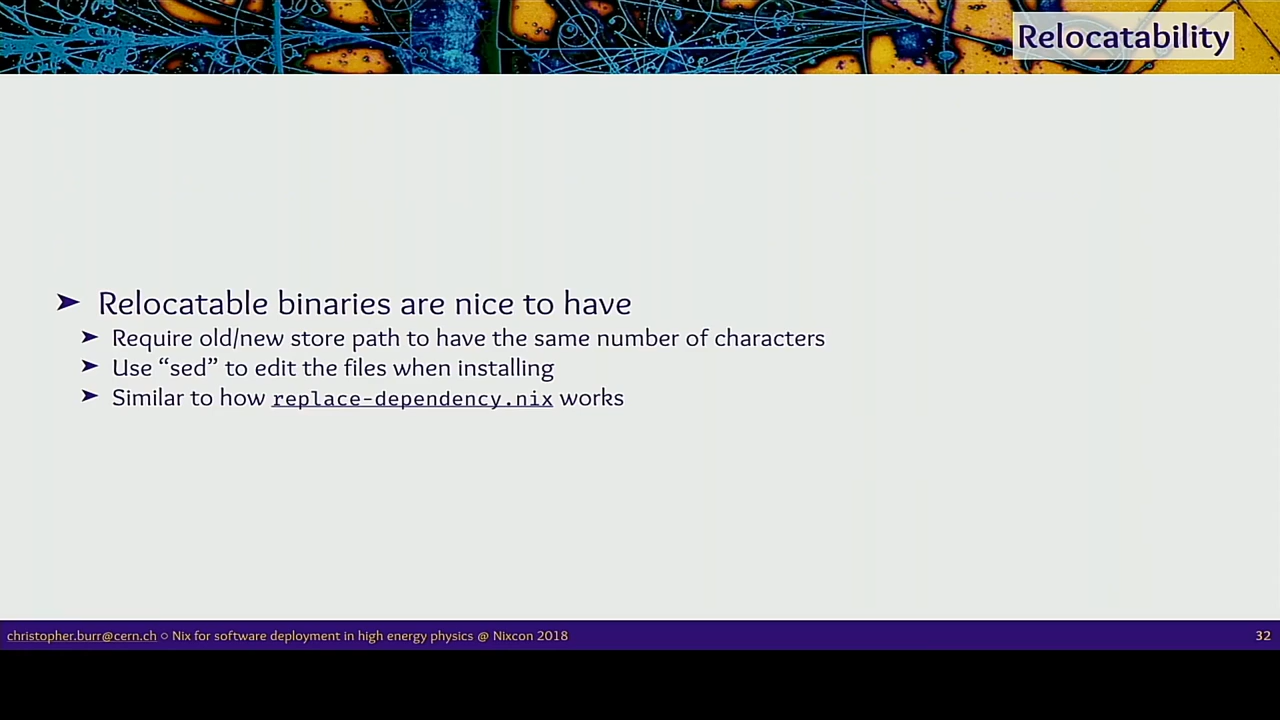 Relocatability
➤ Relocatable binaries are nice to have
➤ Require old/new store path to have the same number of characters
➤ Use “sed” to edit the files when installing
➤ Similar to how replace-dependency.nix works
christopher.burr@cern.ch ○ Nix for software deployment in high energy physics @ Nixcon 2018 32